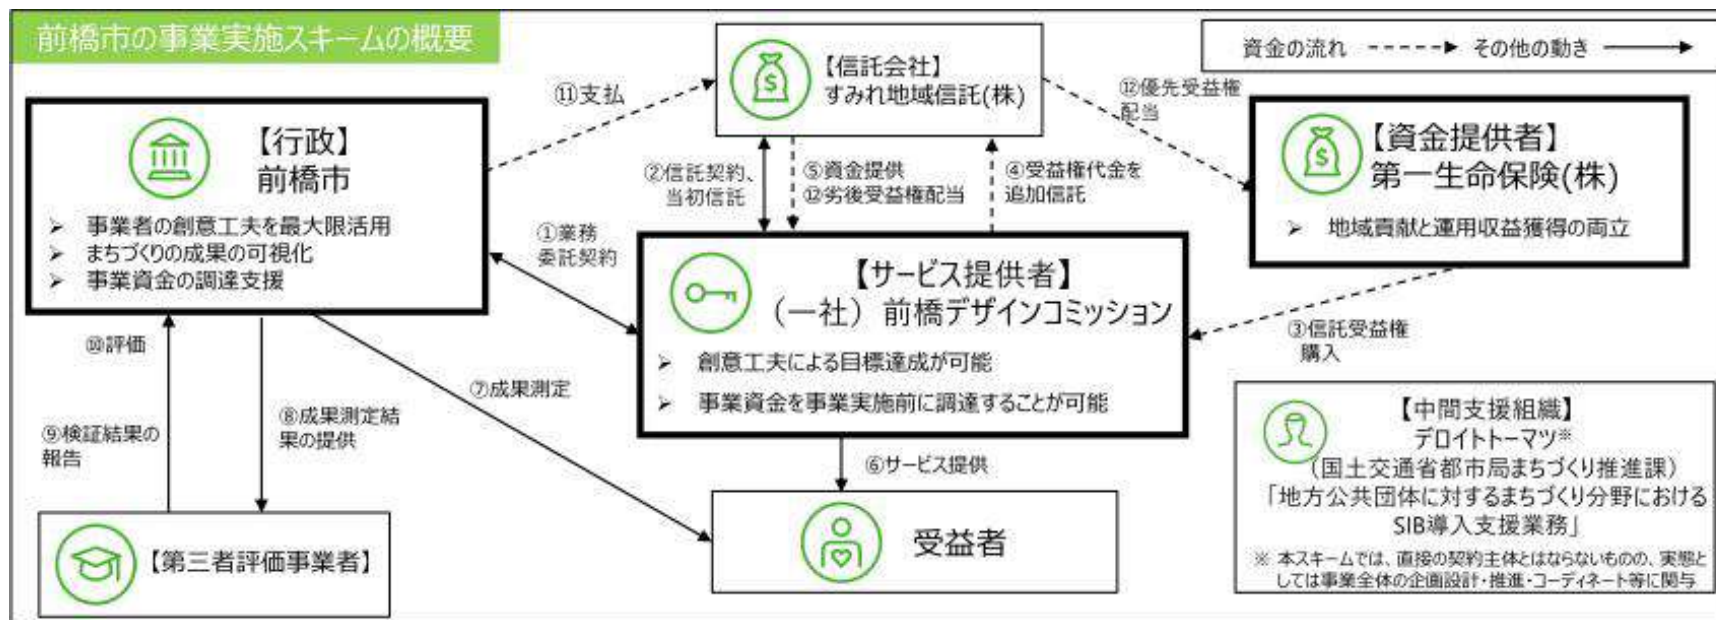 前橋市の事業実施スキームの概要
資金の流れ
その他の動き
【行政】
前橋市
➢ 事業者の創意工夫を最大限活用
➢ まちづくりの成果の可視化
➢ 事業資金の調達支援
⑪支払
【信託会社】
すみれ地域信託(株)
⑫優先受益権
配当
【資金提供者】
第一生命保険(株)
➢ 地域貢献と運用収益獲得の両立
②信託契約、
当初信託
⑤資金提供
⑫劣後受益権配当
④受益権代金を
追加信託
①業務
委託契約
【サービス提供者】
（一社）前橋デザインコミッション
➢ 創意工夫による目標達成が可能
➢ 事業資金を事業実施前に調達することが可能
③信託受益権
購入
⑩評価
⑨検証結果の
報告
⑧成果測定結
果の提供
⑦成果測定
⑥サービス提供
【第三者評価事業者】
受益者
【中間支援組織】
デロイトトーマツ※
（国土交通省都市局まちづくり推進課）
「地方公共団体に対するまちづくり分野における
SIB導入支援業務」
※ 本スキームでは、直接の契約主体とはならないものの、実態と
しては事業全体の企画設計・推進・コーディネート等に関与